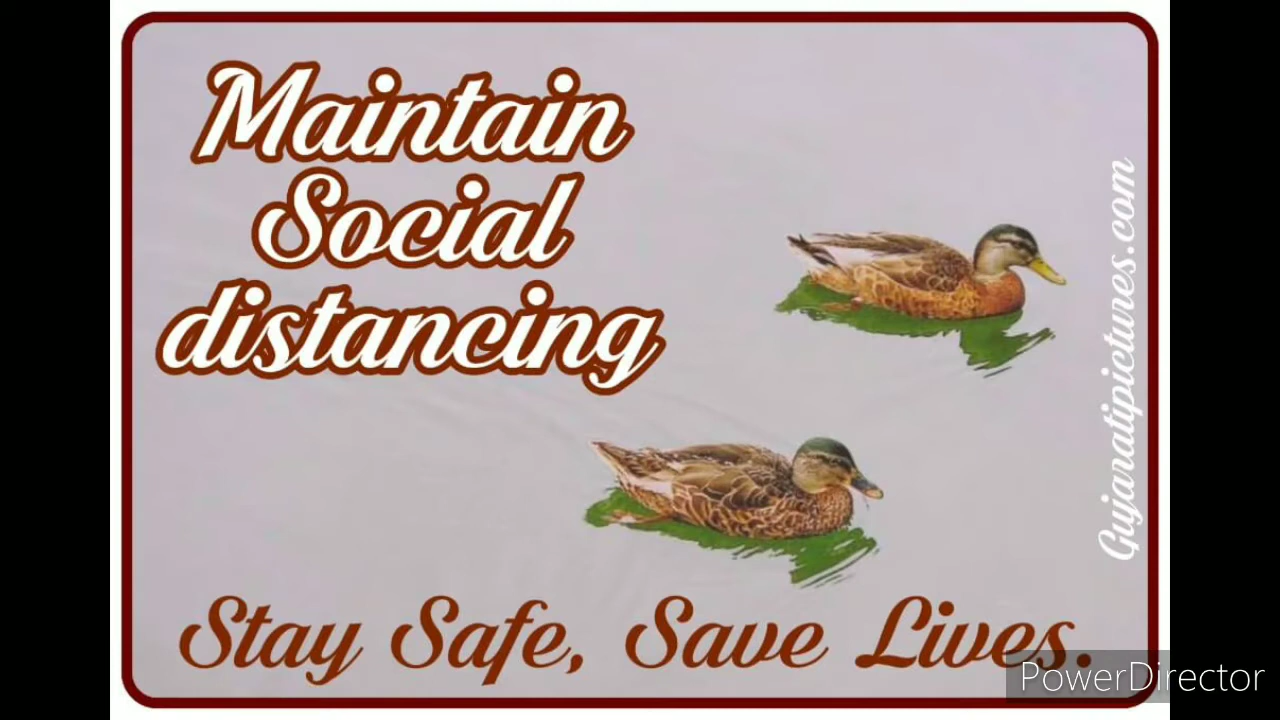 Maintain
Social
distancing
Gujaratipictures.com
Stay Safe, Save Lives.
PowerDirector